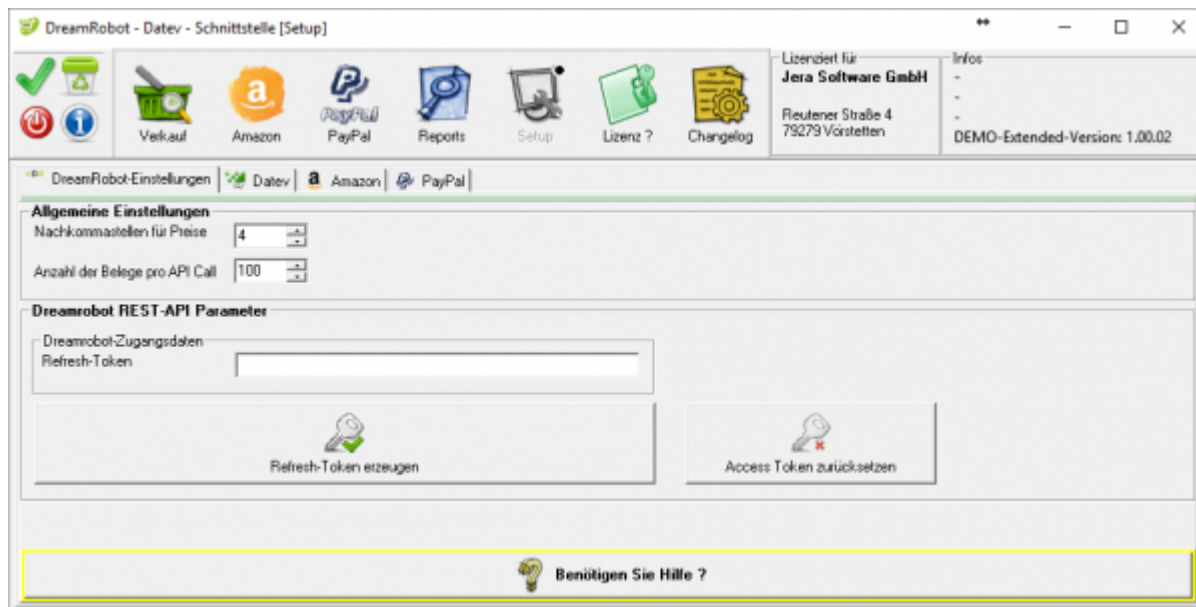 DreamRobot - Datev - Schnittstelle [Setup]
Verkauf
Amazon
PayPal
PayPal
Reports
Setup
Lizenz ?
Changelog
Lizenziert für
Jera Software GmbH
Reutener Straße 4
79279 Vörstetten
Infos
-
-
-
DEMO-Extended-Version: 1.00.02
DreamRobot-Einstellungen
Datev
Amazon
PayPal
Allgemeine Einstellungen
Nachkommastellen für Preise 4
Anzahl der Belege pro API Call 100
Dreamrobot REST-API Parameter
Dreamrobot-Zugangsdaten
Refresh-Token
Refresh-Token erzeugen
Access Token zurücksetzen
Benötigen Sie Hilfe ?